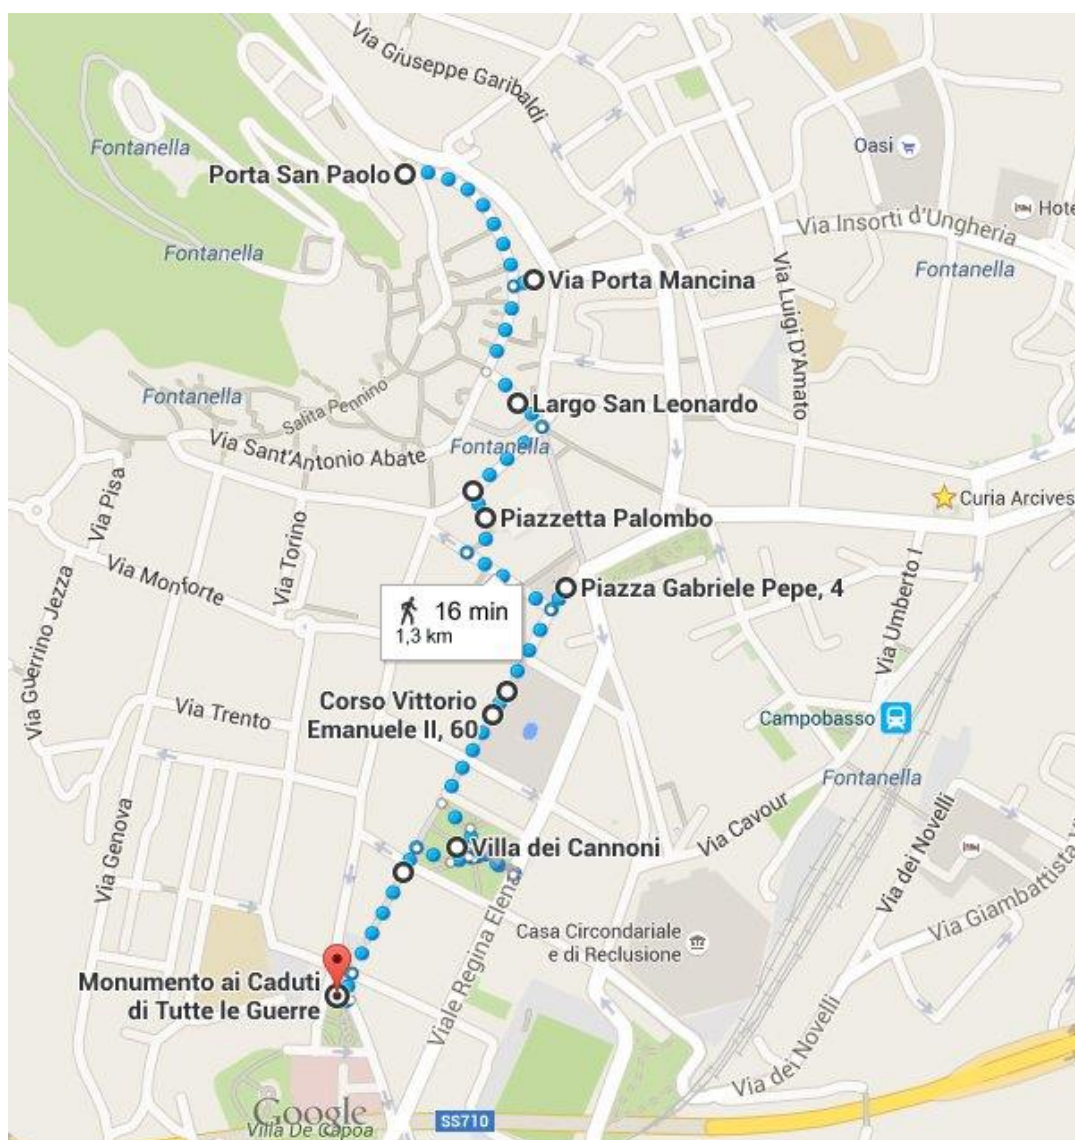 Via Giuseppe Garibaldi
Fontanella
Oasi
Porta San Paolo
Hote
Via Insorti d'Ungheria
Fontanella
Fontanella
Via Porta Mancina
Via Luigi D'Amato
Fontanella
Salita Pennino
Largo San Leonardo
Via Sant'Antonio Abate
Fontanella
Via Pisa
Curia Arcives
Via Torino
Piazzetta Palombo
Via Monforte
Piazza Gabriele Pepe, 4
16 min
1,3 km
Via Umberto I
Via Guerrino Jezza
Corso Vittorio
Emanuele II, 60
Via Trento
Campobasso
Fontanella
Via Cavour
Via dei Novelli
Villa dei Cannoni
Via Genova
Viale Regina Elena
Via Giambattista V
Casa Circondariale
e di Reclusione
Monumento ai Caduti
di Tutte le Guerre
Via dei Novelli
Google
SS710
Villa De Capoa